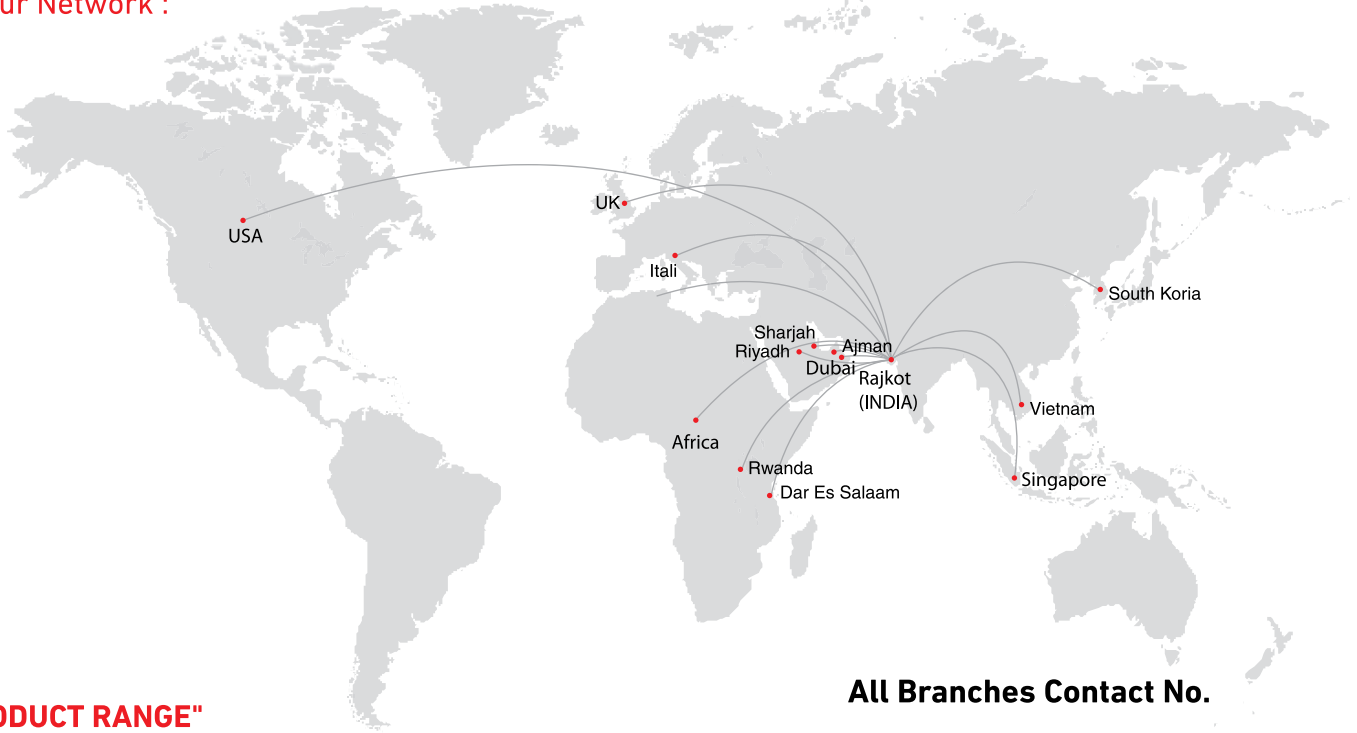 ur Network :
UK
USA
Itali
South Koria
Sharjah
Riyadh
Ajman
Dubai
Rajkot
(INDIA)
Vietnam
Africa
Rwanda
Singapore
Dar Es Salaam
All Branches Contact No.
ODUCT RANGE"